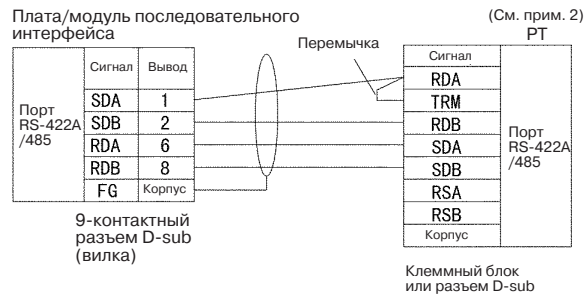 Плата/модуль последовательного
интерфейса
(См. прим. 2)
PT
Перемычка
Сигнал Вывод
SDA 1
SDB 2
RDA 6
RDB 8
FG Корпус
Порт
RS-422A
/485
9-контактный
разъем D-sub
(вилка)
Сигнал
RDA
TRM
RDB
SDA
SDB
RSA
RSB
Корпус
Порт
RS-422A
/485
Клеммный блок
или разъем D-sub